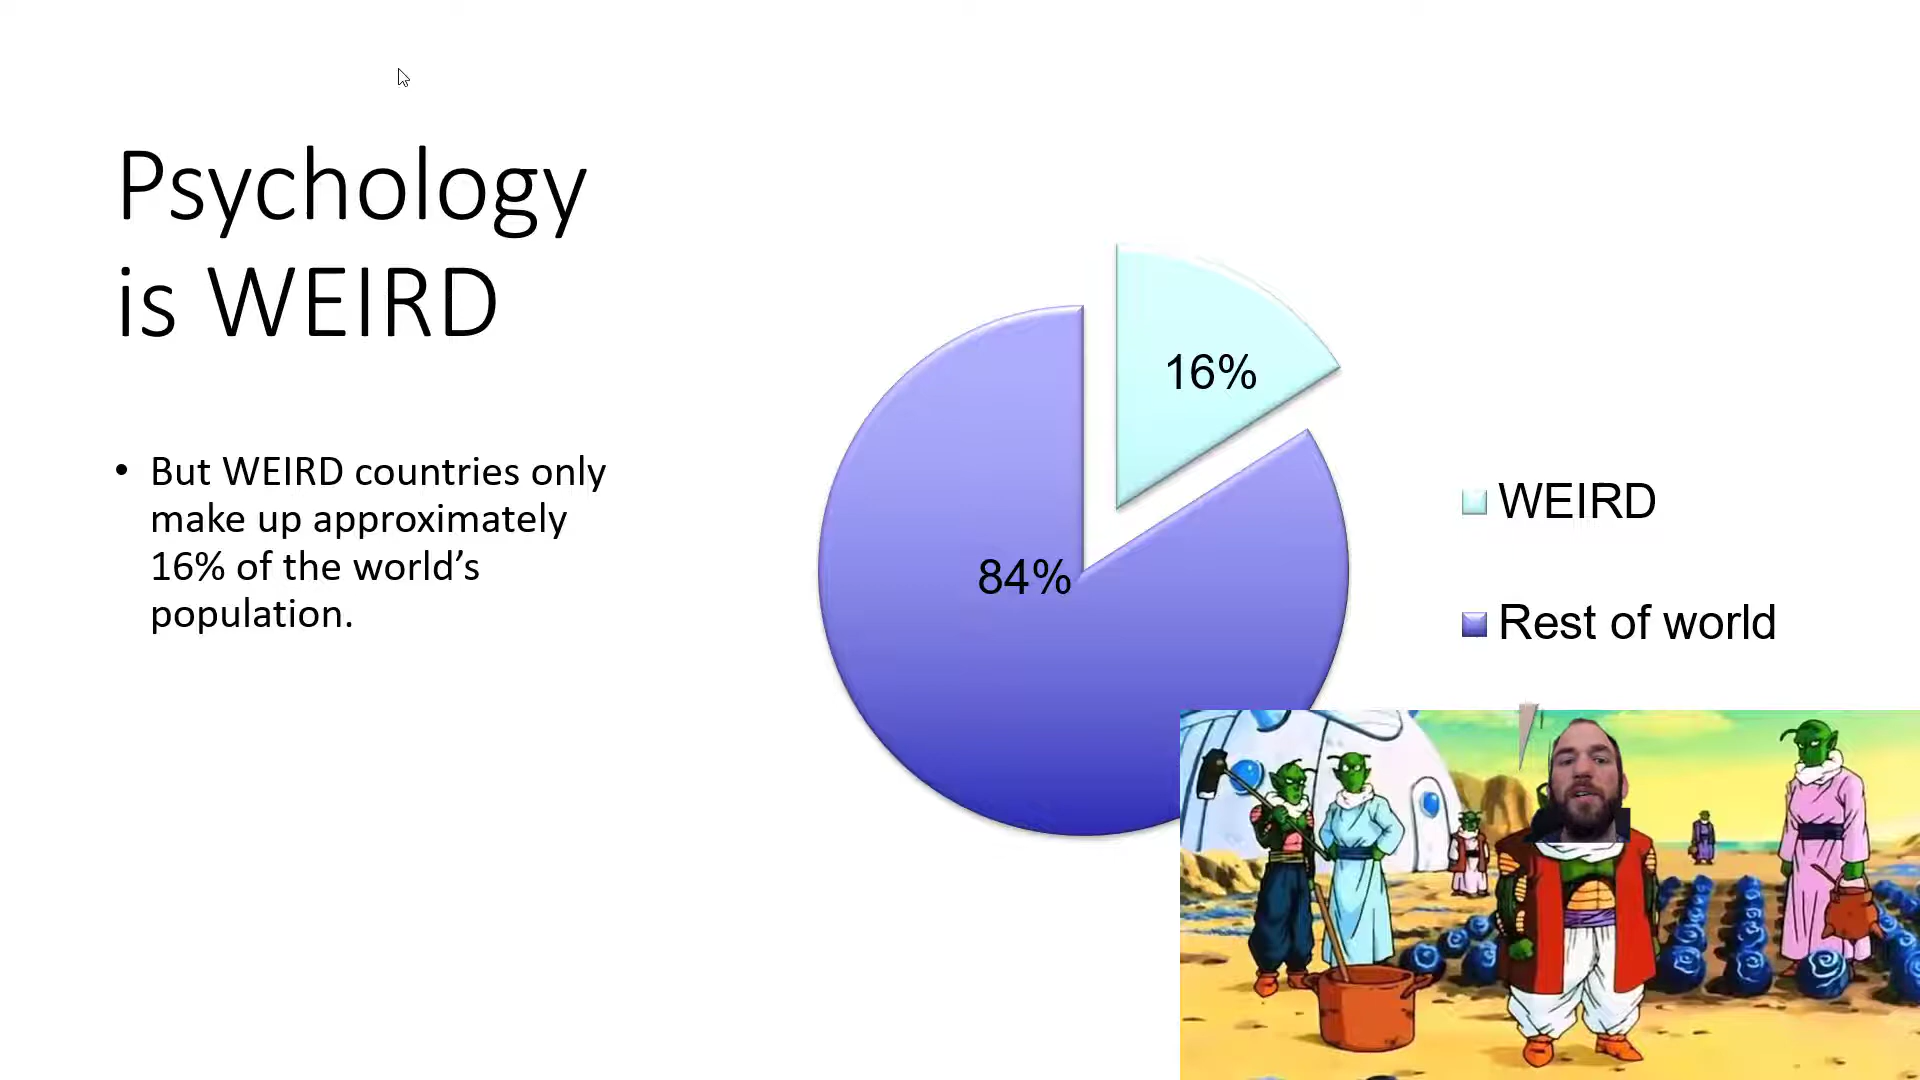 Psychology
is WEIRD
• But WEIRD countries only
make up approximately
16% of the world’s
population.
16%
84%
WEIRD
Rest of world